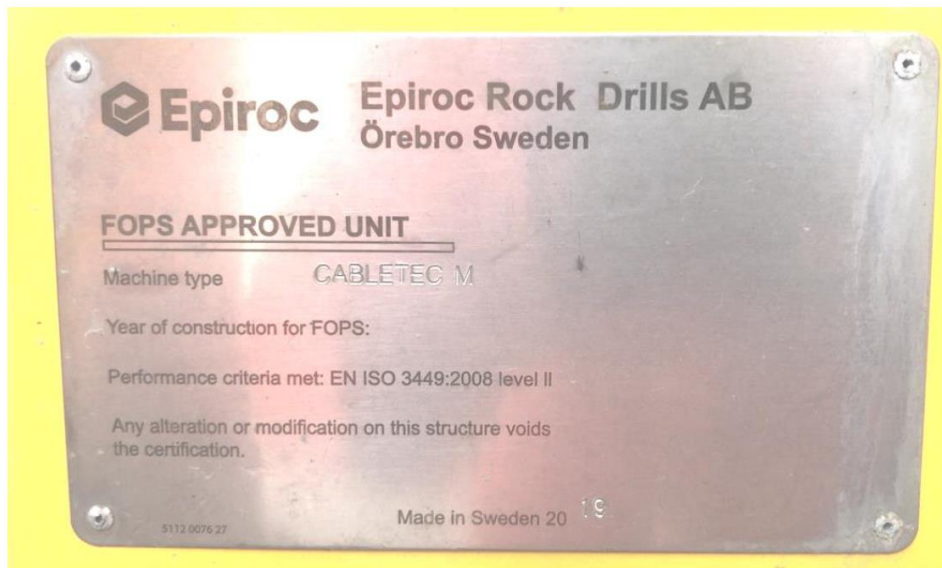 Epiroc
Epiroc Rock Drills AB
Örebro Sweden
FOPS APPROVED UNIT
Machine type CABLETEC M
Year of construction for FOPS:
Performance criteria met: EN ISO 3449:2008 level II
Any alteration or modification on this structure voids
the certification.
Made in Sweden 20 19
5112 0076 27